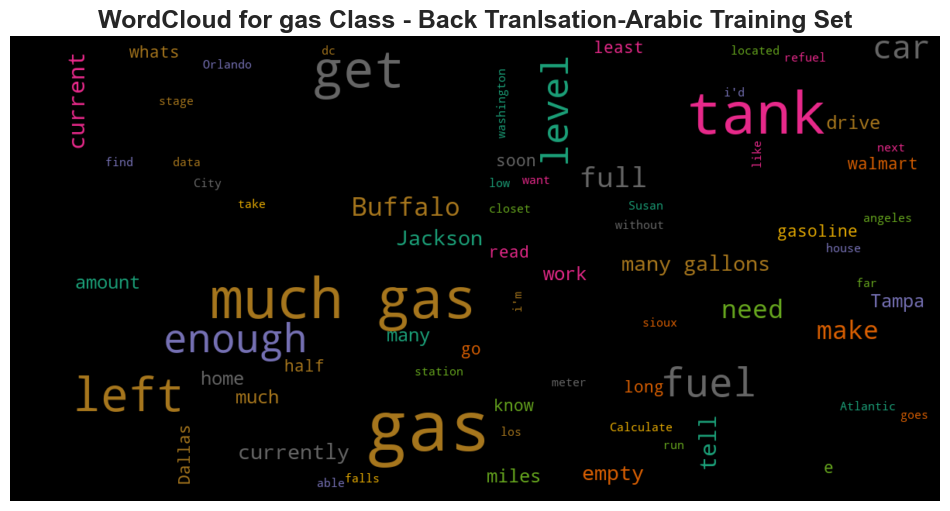 WordCloud for gas Class - Back Tranlsation-Arabic Training Set
whats
dc
least
located
car
Orlando
get
refuel
current
stage
washington
level
i'd
tank
drive
find
data
soon
like
next
walmart
City
low
want
full
take
Buffalo
closet
Susan
without
angeles
Jackson
gasoline
read
house
amount
work
many gallons
far
much gas
i'm
need
Tampa
enough
many
sioux
make
go
half
home
station
left
much
meter
long
fuel
know
Calculate
Atlantic
goes
gas
los
Dallas
currently
run
tell
able
falls
miles
empty
e